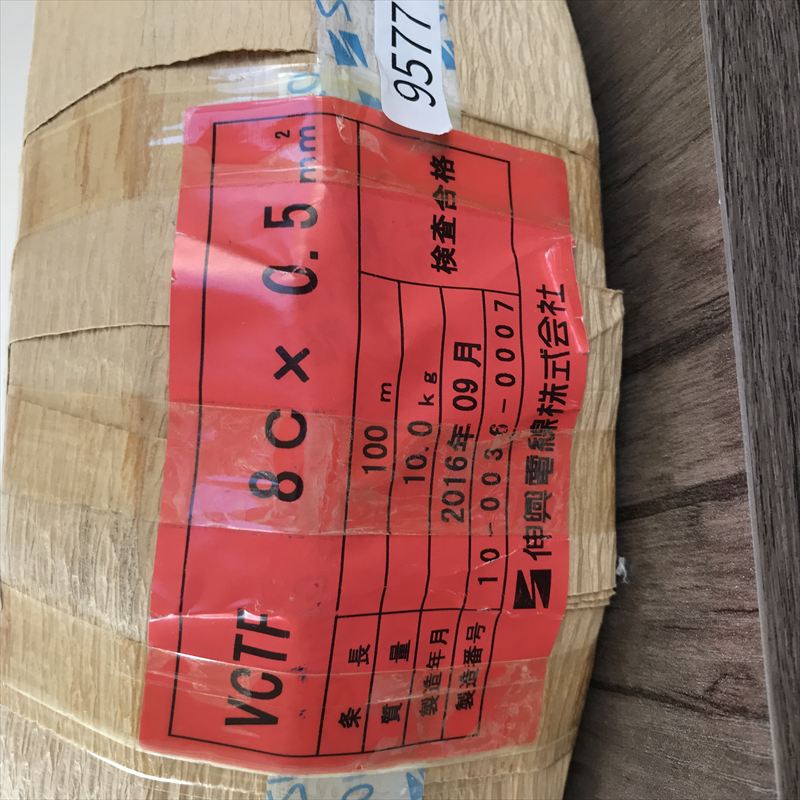 9577
VCTF 8C × 0.5 mm²
条長 100 m 検査合格
質量 10.0 kg
製造年月 2016年09月
製造番号 10-0036-0007
伸興電線株式会社